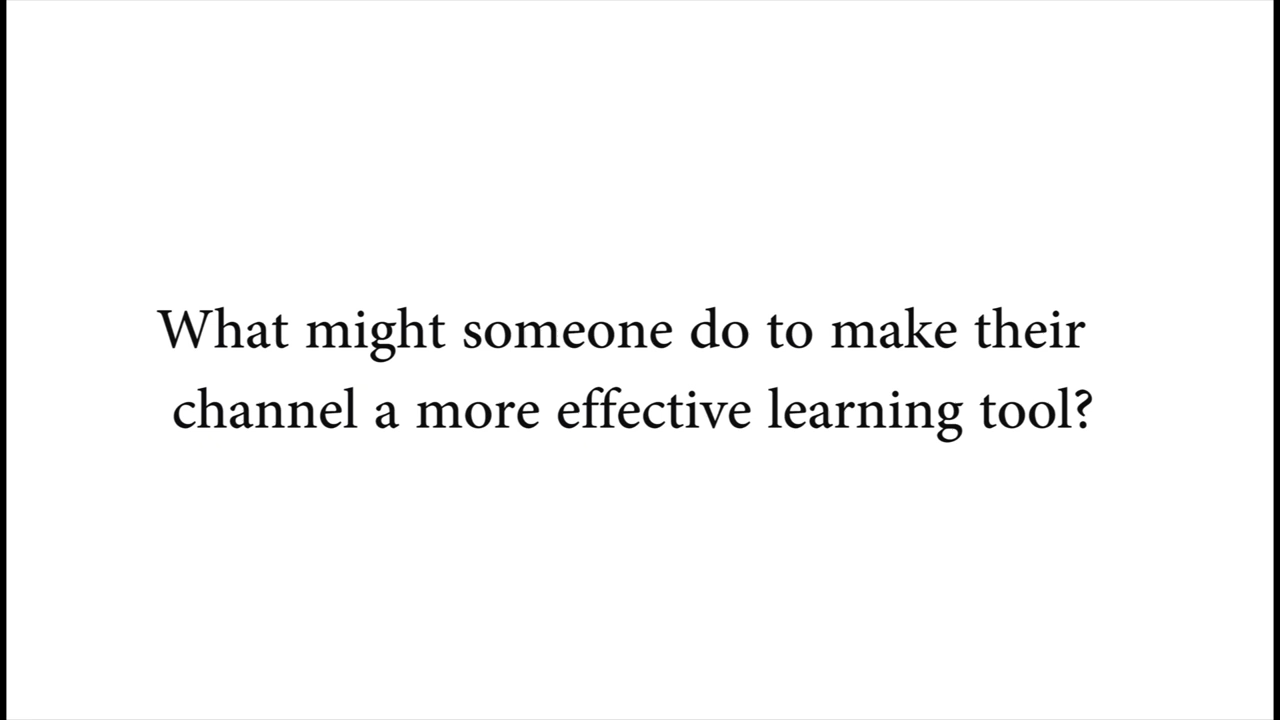 What might someone do to make their
channel a more effective learning tool?